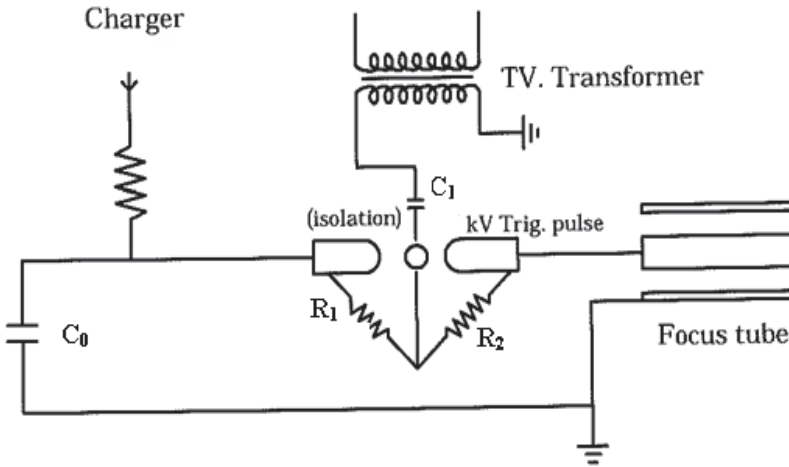 Charger
TV. Transformer
C₁
(isolation)
kV Trig. pulse
R₁
R₂
C₀
Focus tube